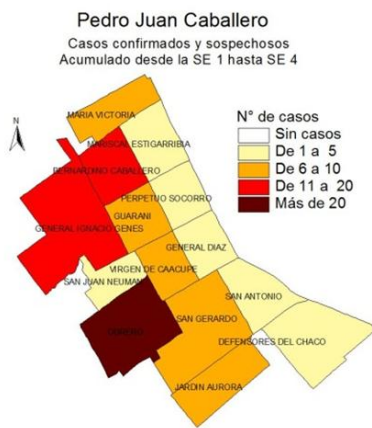 Pedro Juan Caballero
Casos confirmados y sospechosos
Acumulado desde la SE 1 hasta SE 4
N° de casos
Sin casos
De 1 a 5
De 6 a 10
De 11 a 20
Más de 20
N
MARIA VICTORIA
MARISCAL ESTIGARRIBIA
BERNARDINO CABALLERO
PERPETUO SOCORRO
GUARANI
GENERAL IGNACIO GENES
GENERAL DIAZ
VIRGEN DE CAACUPE
SAN JUAN NEUMAN
SAN ANTONIO
SAN GERARDO
OBRERO
DEFENSORES DEL CHACO
JARDIN AURORA